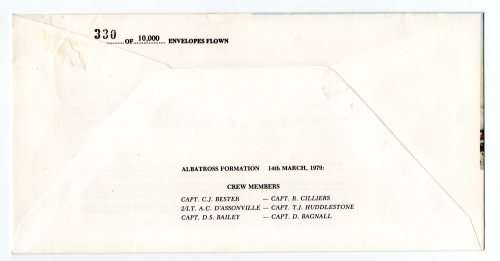 330 OF 10,000 ENVELOPES FLOWN
ALBATROSS FORMATION 14th MARCH, 1979:
CREW MEMBERS
CAPT. C.J. BESTER — CAPT. R. CILLIERS
2/LT. A.C. D'ASSONVILLE — CAPT. T.J. HUDDLESTONE
CAPT. D.S. BAILEY — CAPT. D. BAGNALL